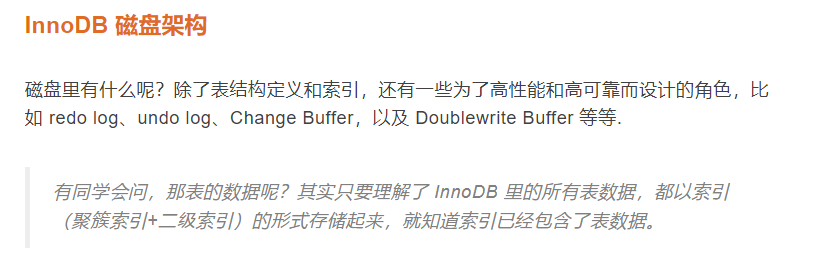 InnoDB 磁盘架构
磁盘里有什么呢？除了表结构定义和索引，还有一些为了高性能和高可靠而设计的角色，比
如 redo log、undo log、Change Buffer，以及 Doublewrite Buffer 等等.
有同学会问，那表的数据呢？其实只要理解了 InnoDB 里的所有表数据，都以索引
（聚簇索引+二级索引）的形式存储起来，就知道索引已经包含了表数据。